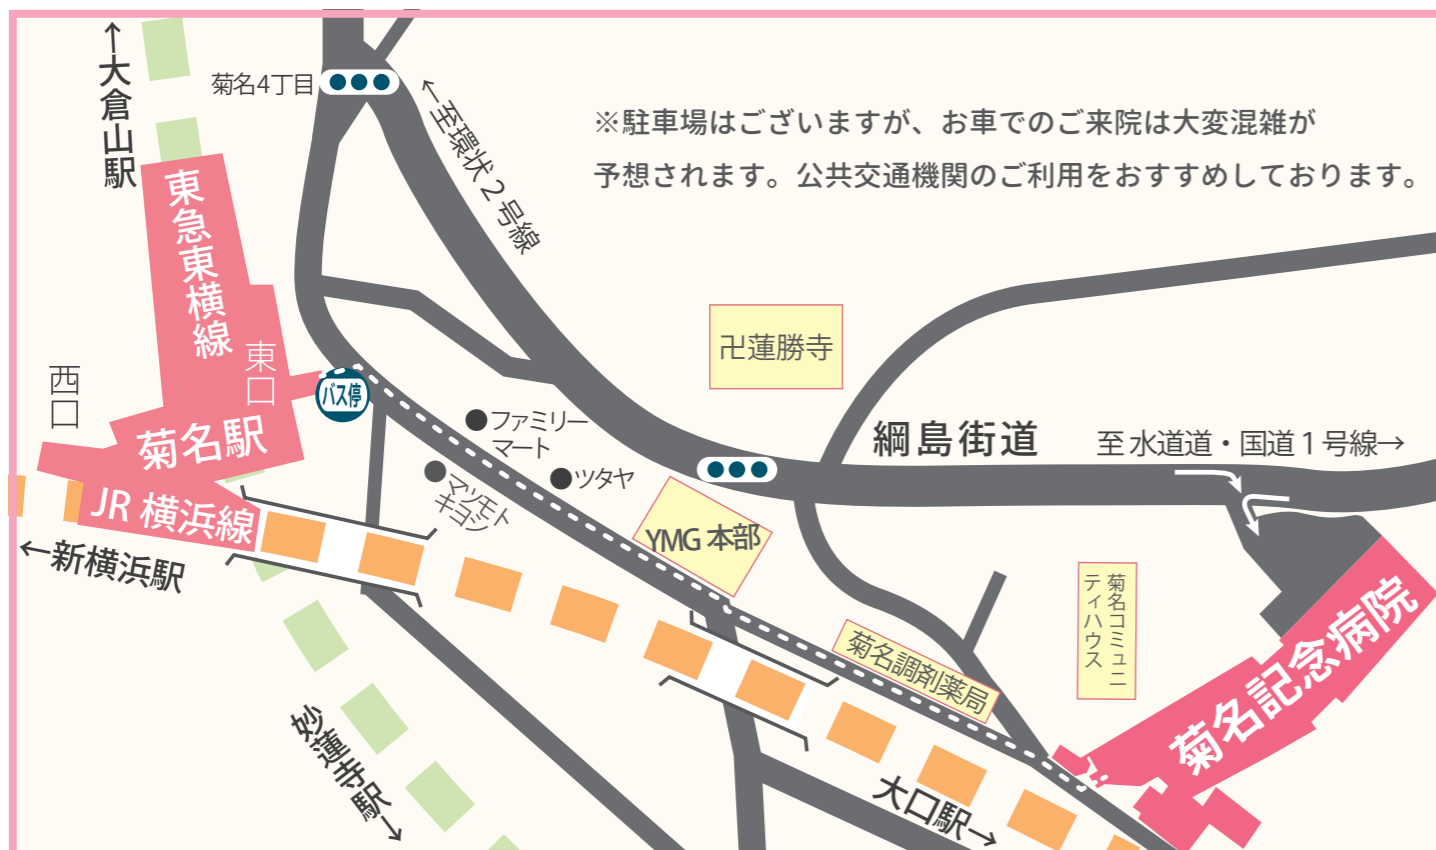 ←大倉山駅
菊名4丁目
←至環状2号線
※駐車場はございますが、お車でのご来院は大変混雑が
予想されます。公共交通機関のご利用をおすすめしております。
東急東横線
東口
西口
バス停
卍蓮勝寺
ファミリー
マート
綱島街道
至 水道道・国道1号線→
菊名駅
マツモト
キヨシ
ツタヤ
JR 横浜線
YMG 本部
←新横浜駅
菊名コミュニ
ティハウス
菊名調剤薬局
菊名記念病院
妙蓮寺駅→
大口駅→